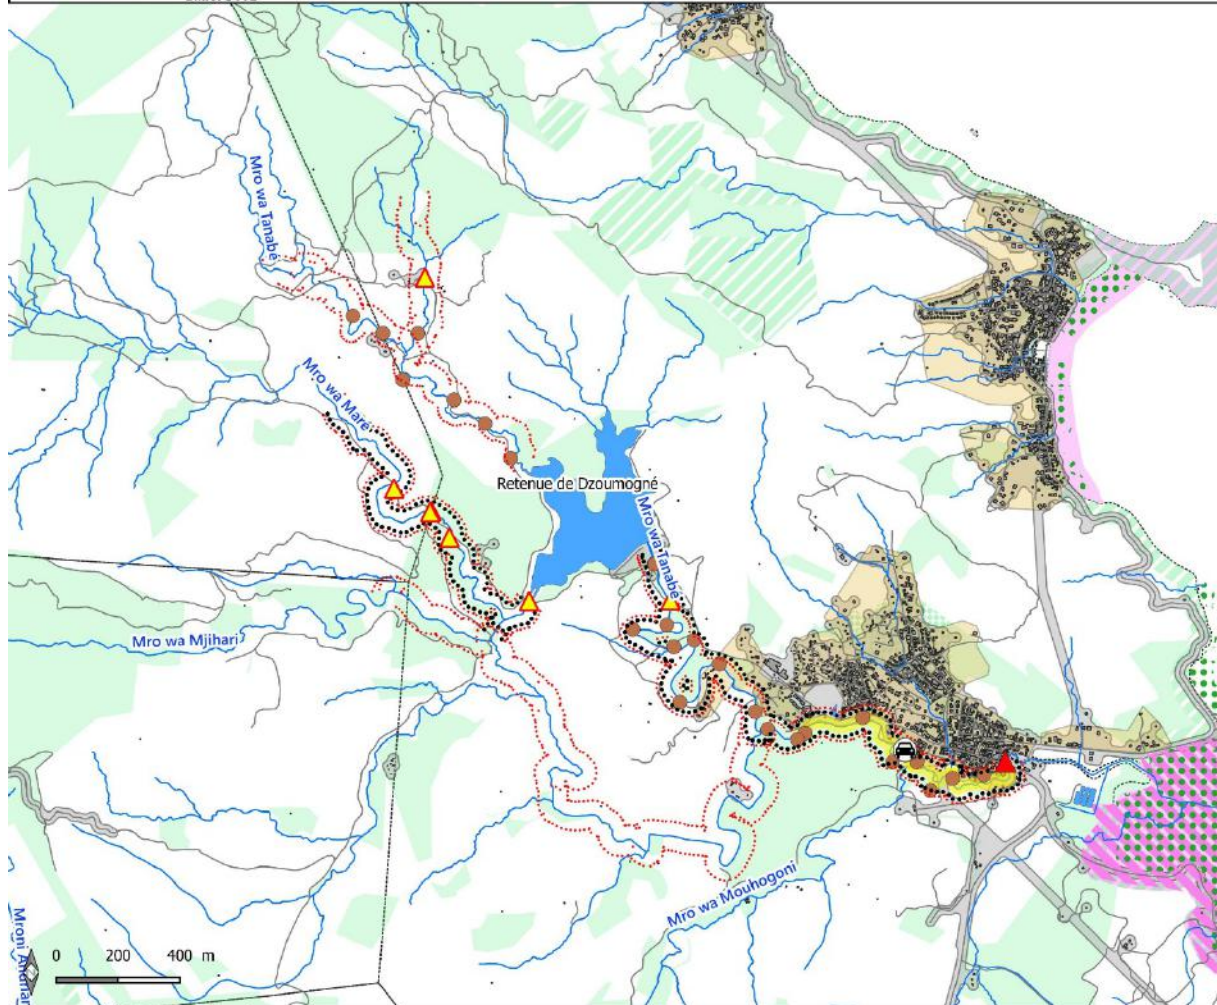 Mro wa Tanabé
Mro wa Maré
Retenue de Dzoumogné
Mro wa Tanabé
Mro wa Mjihari
Mro wa Mouhogoni
Mroni
0 200 400 m